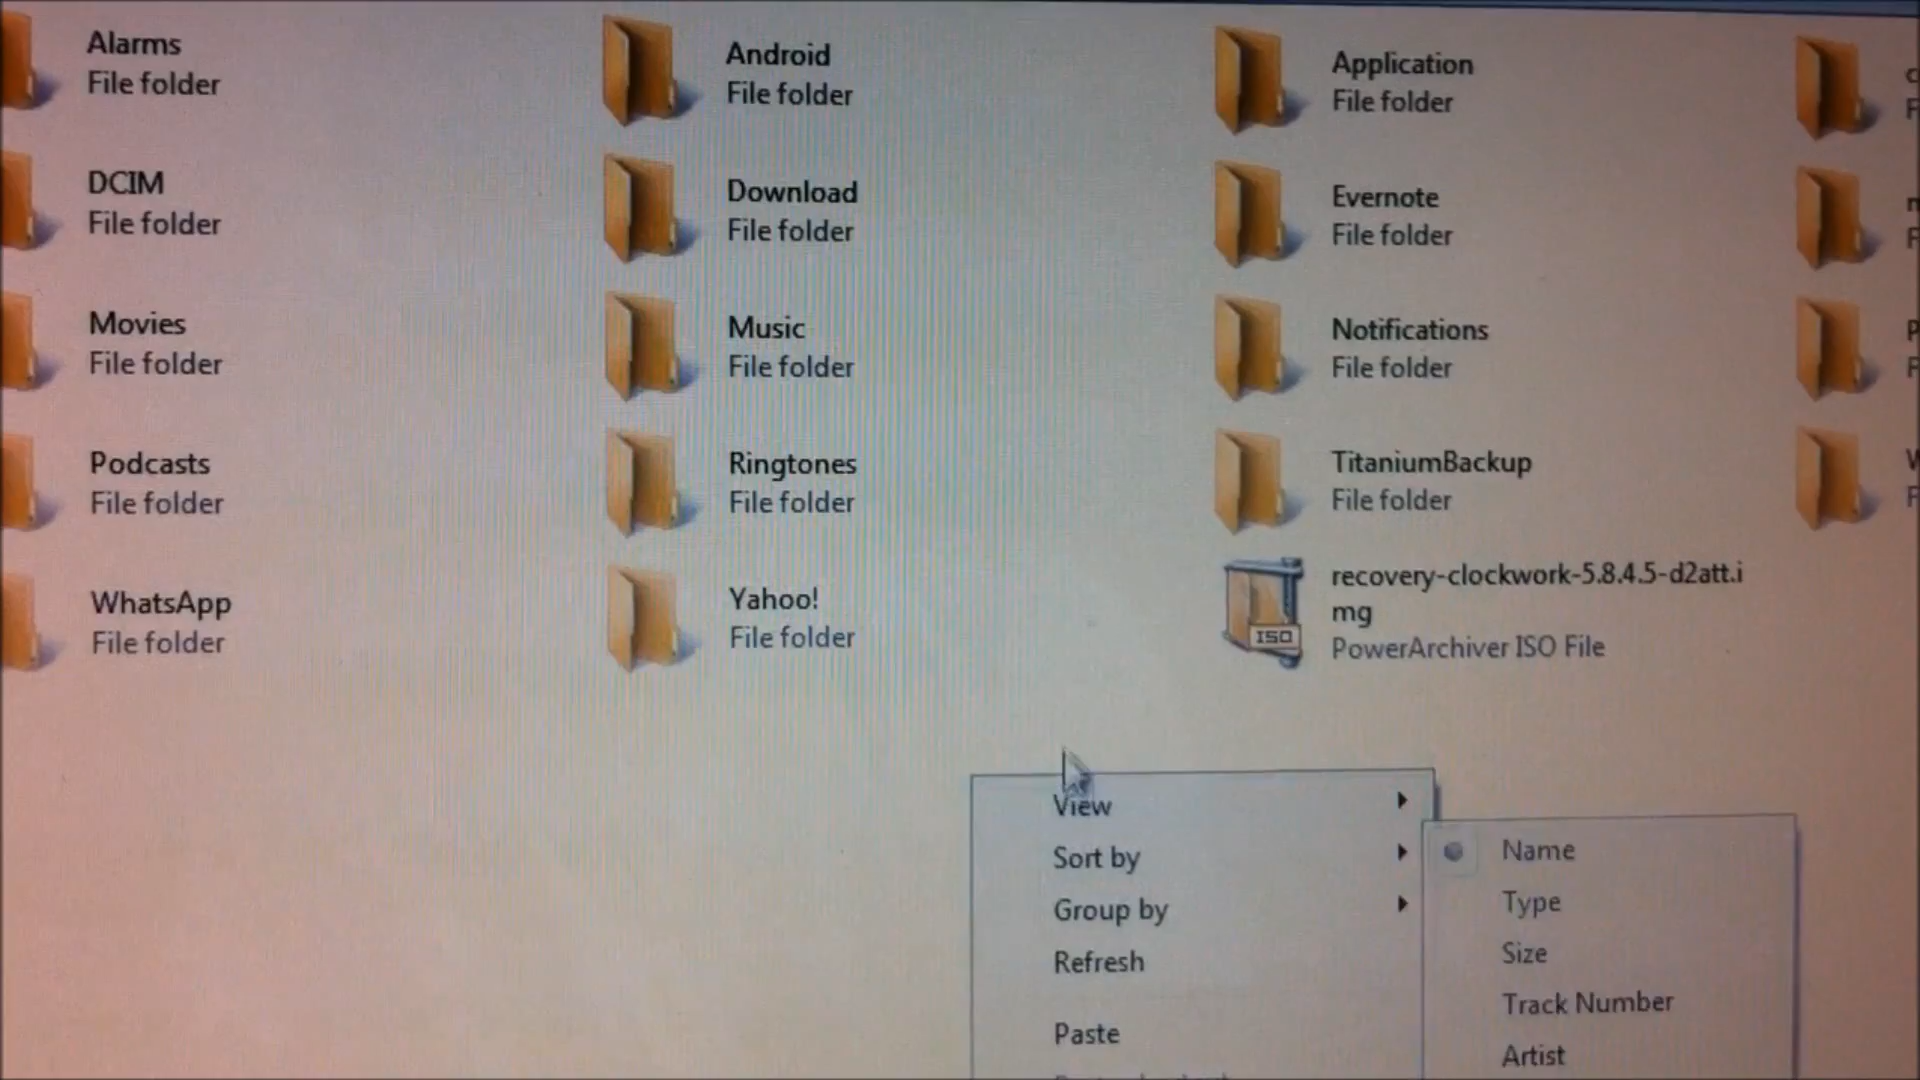 Alarms
File folder
Android
File folder
Application
File folder
DCIM
File folder
Download
File folder
Evernote
File folder
Movies
File folder
Music
File folder
Notifications
File folder
Podcasts
File folder
Ringtones
File folder
TitaniumBackup
File folder
WhatsApp
File folder
Yahoo!
File folder
recovery-clockwork-5.8.4.5-d2att.i
mg
PowerArchiver ISO File
ISO
View
Sort by
Group by
Refresh
Paste
Name
Type
Size
Track Number
Artist